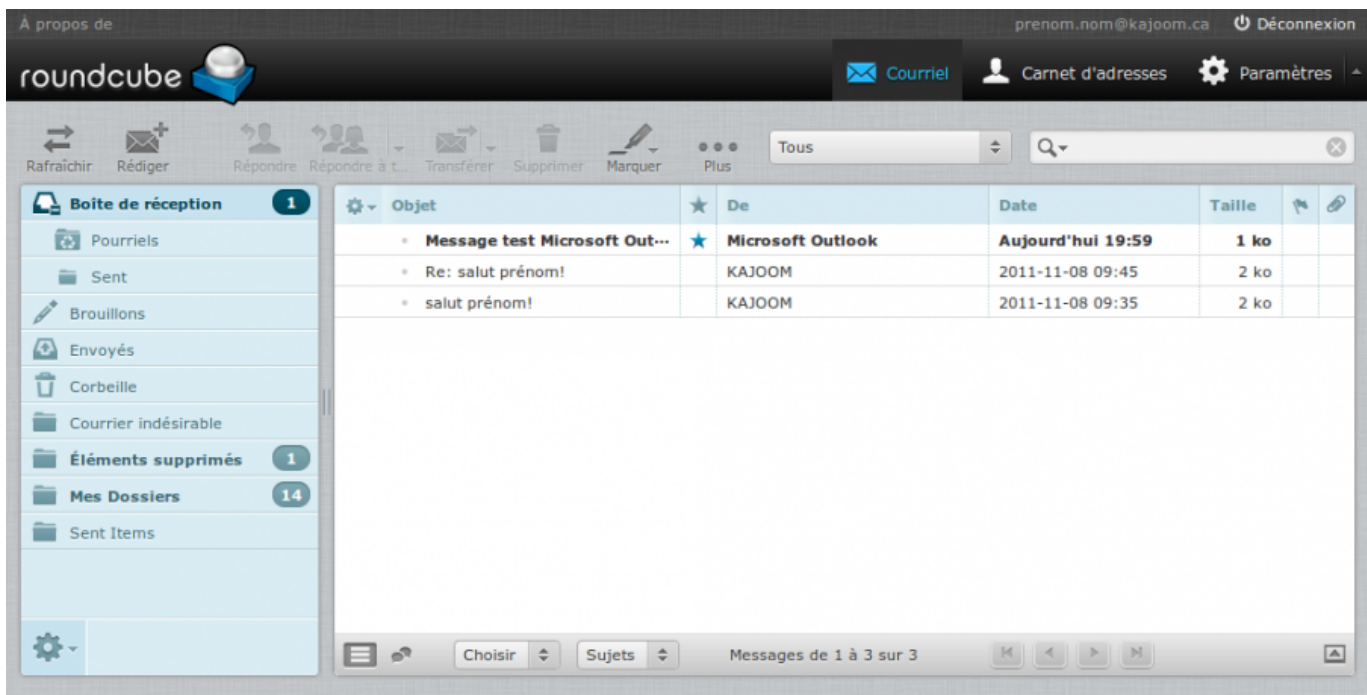 À propos de prenom.nom@kajoom.ca Déconnexion
roundcube Courriel Carnet d'adresses Paramètres
Rafraîchir Rédiger Répondre Répondre à t... Transférer Supprimer Marquer Plus Tous
Boîte de réception 1
Pourriels
Sent
Brouillons
Envoyés
Corbeille
Courrier indésirable
Éléments supprimés 1
Mes Dossiers 14
Sent Items
Objet De Date Taille
Message test Microsoft Out... Microsoft Outlook Aujourd'hui 19:59 1 ko
Re: salut prénom! KAJOOM 2011-11-08 09:45 2 ko
salut prénom! KAJOOM 2011-11-08 09:35 2 ko
Choisir Sujets Messages de 1 à 3 sur 3